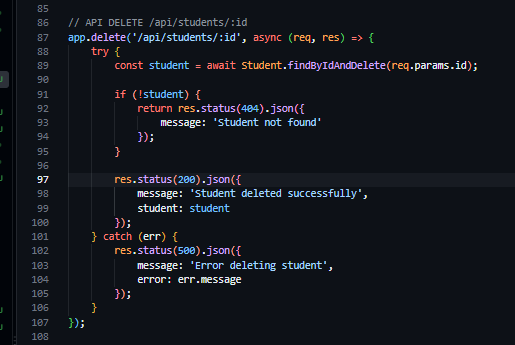 85
86 // API DELETE /api/students/:id
87 app.delete('/api/students/:id', async (req, res) => {
88     try {
89         const student = await Student.findByIdAndDelete(req.params.id);
90
91         if (!student) {
92             return res.status(404).json({
93                 message: 'Student not found'
94             });
95         }
96
97         res.status(200).json({
98             message: 'Student deleted successfully',
99             student: student
100         });
101     } catch (err) {
102         res.status(500).json({
103             message: 'Error deleting student',
104             error: err.message
105         });
106     }
107 });
108